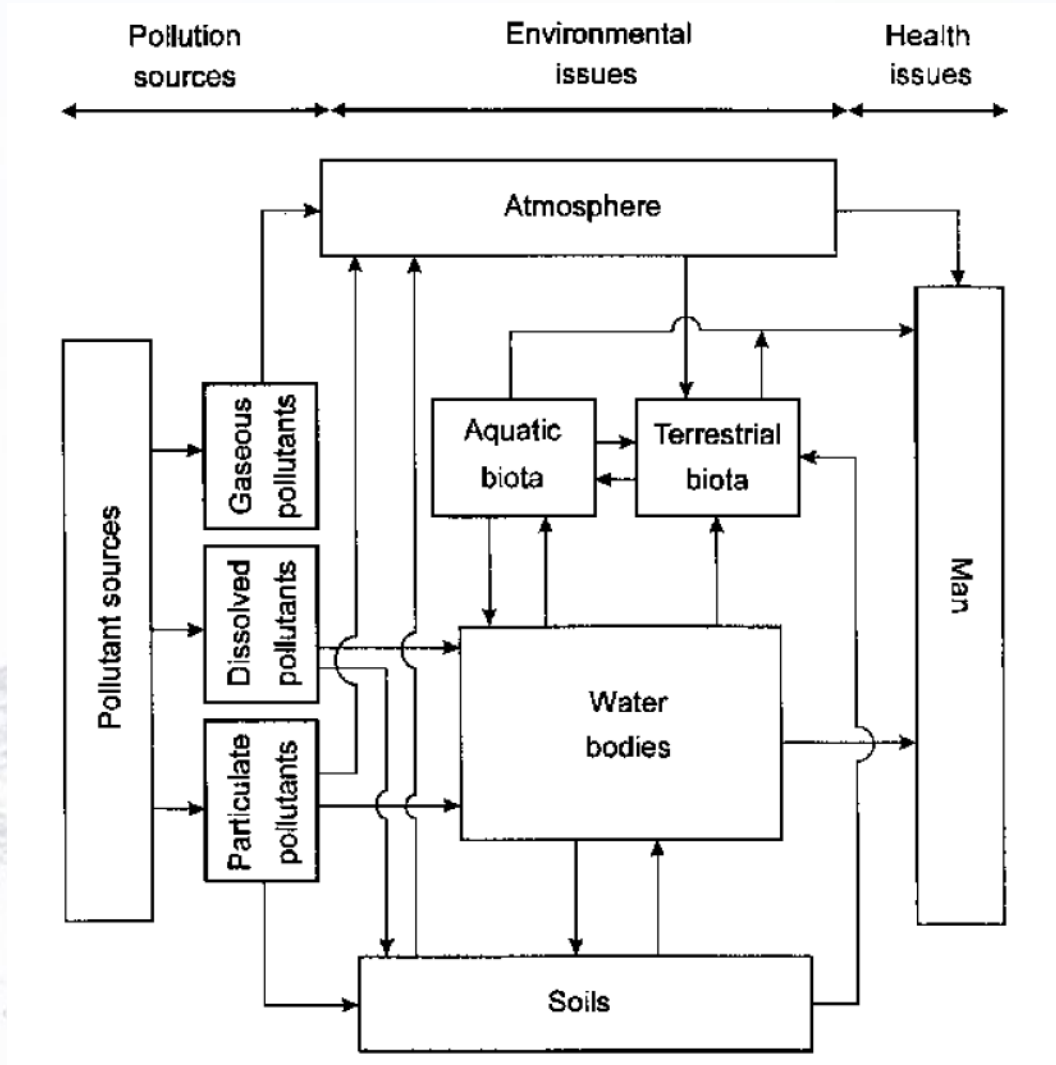 Pollution
sources
Environmental
issues
Health
issues
Atmosphere
Pollutant sources
Gaseous
pollutants
Dissolved
pollutants
Particulate
pollutants
Aquatic
biota
Terrestrial
biota
Water
bodies
Soils
Man